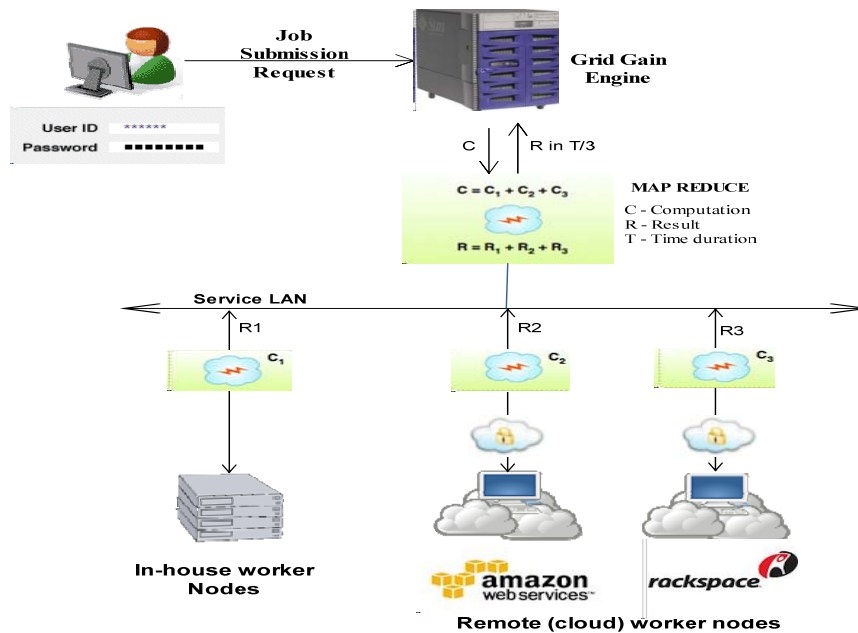 Job
Submission
Request
Grid Gain
Engine
User ID ******
Password ■■■■■■■■
C
R in T/3
C = C₁ + C₂ + C₃
R = R₁ + R₂ + R₃
MAP REDUCE
C - Computation
R - Result
T - Time duration
Service LAN
R1
R2
R3
C₁
C₂
C₃
In-house worker
Nodes
amazon
web services™
rackspace
Remote (cloud) worker nodes